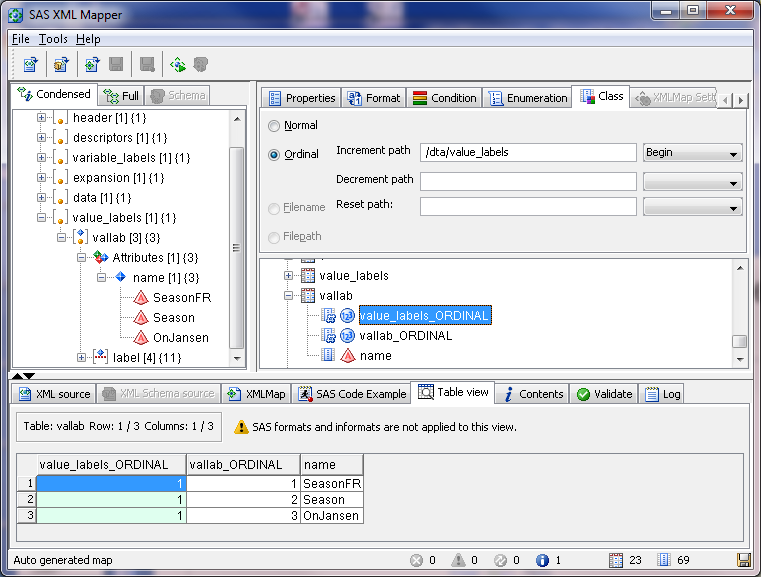 SAS XML Mapper
File Tools Help
Condensed Full Schema
header [1] {1}
descriptors [1] {1}
variable_labels [1] {1}
expansion [1] {1}
data [1] {1}
value_labels [1] {1}
vallab [3] {3}
Attributes [1] {3}
name [1] {3}
SeasonFR
Season
OnJansen
label [4] {11}
Properties Format Condition Enumeration Class XMLMap Sett
Normal
Ordinal Increment path /dta/value_labels Begin
Decrement path
Filename Reset path:
Filepath
value_labels
vallab
value_labels_ORDINAL
123
vallab_ORDINAL
123
name
XML source XML Schema source XMLMap SAS Code Example Table view Contents Validate Log
Table: vallab Row: 1 / 3 Columns: 1 / 3 SAS formats and informats are not applied to this view.
value_labels_ORDINAL vallab_ORDINAL name
1 1 1 SeasonFR
2 1 2 Season
3 1 3 OnJansen
Auto generated map 0 0 0 1 23 69